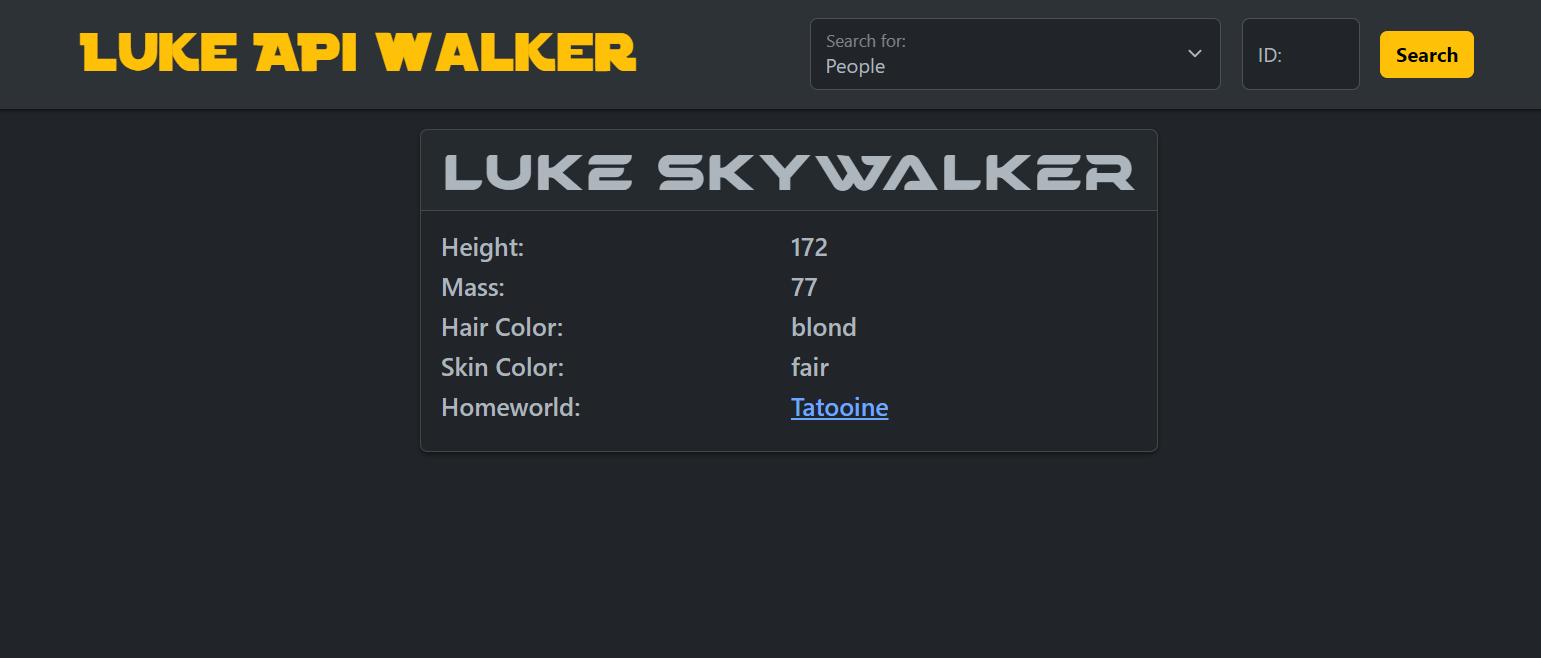 LUKE API WALKER
Search for:
People
ID:
Search
LUKE SKYWALKER
Height: 172
Mass: 77
Hair Color: blond
Skin Color: fair
Homeworld: Tatooine